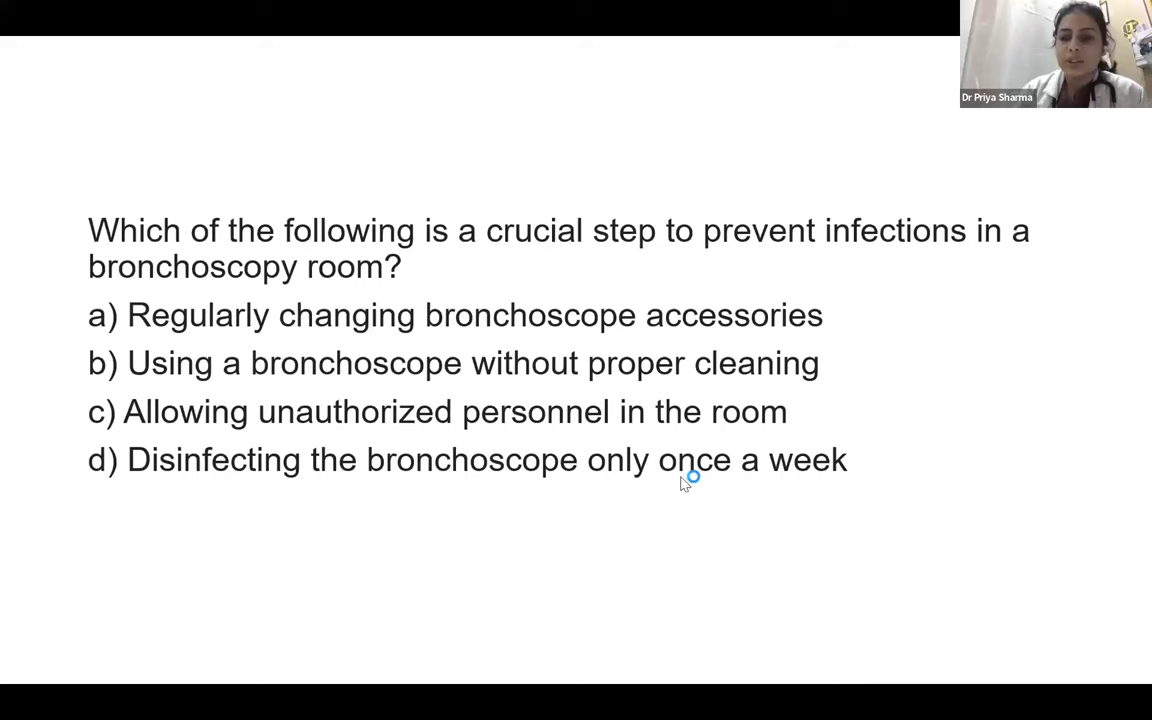 Dr Priya Sharma
Which of the following is a crucial step to prevent infections in a
bronchoscopy room?
a) Regularly changing bronchoscope accessories
b) Using a bronchoscope without proper cleaning
c) Allowing unauthorized personnel in the room
d) Disinfecting the bronchoscope only once a week